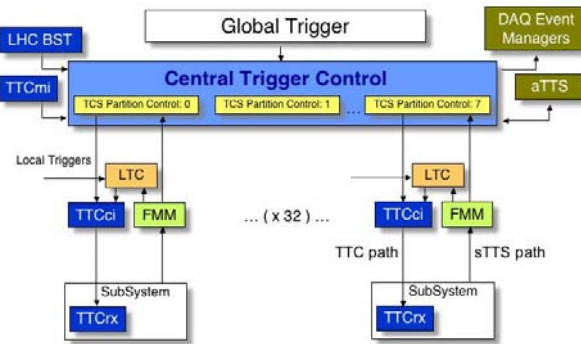 Global Trigger
LHC BST
DAQ Event
Managers
TTCmi
Central Trigger Control
aTTS
TCS Partition Control: 0
TCS Partition Control: 1
...
TCS Partition Control: 7
Local Triggers
LTC
LTC
TTCci
FMM
... ( x 32 ) ...
TTCci
FMM
TTC path
sTTS path
SubSystem
SubSystem
TTCrx
TTCrx